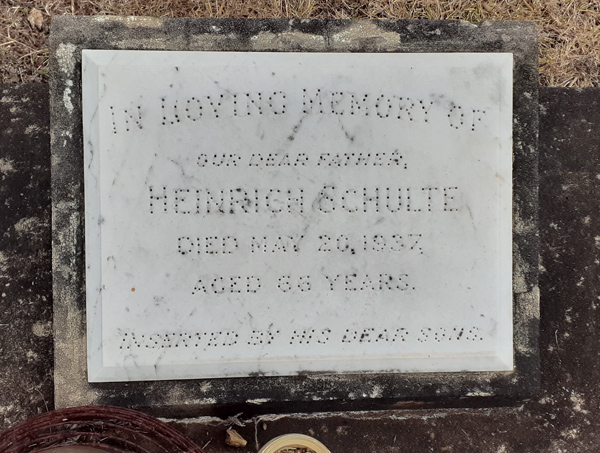 IN LOVING MEMORY OF
OUR DEAR FATHER,
HEINRICH SCHULTE
DIED MAY 20, 1937,
AGED 66 YEARS.
INSERTED BY HIS DEAR SONS.